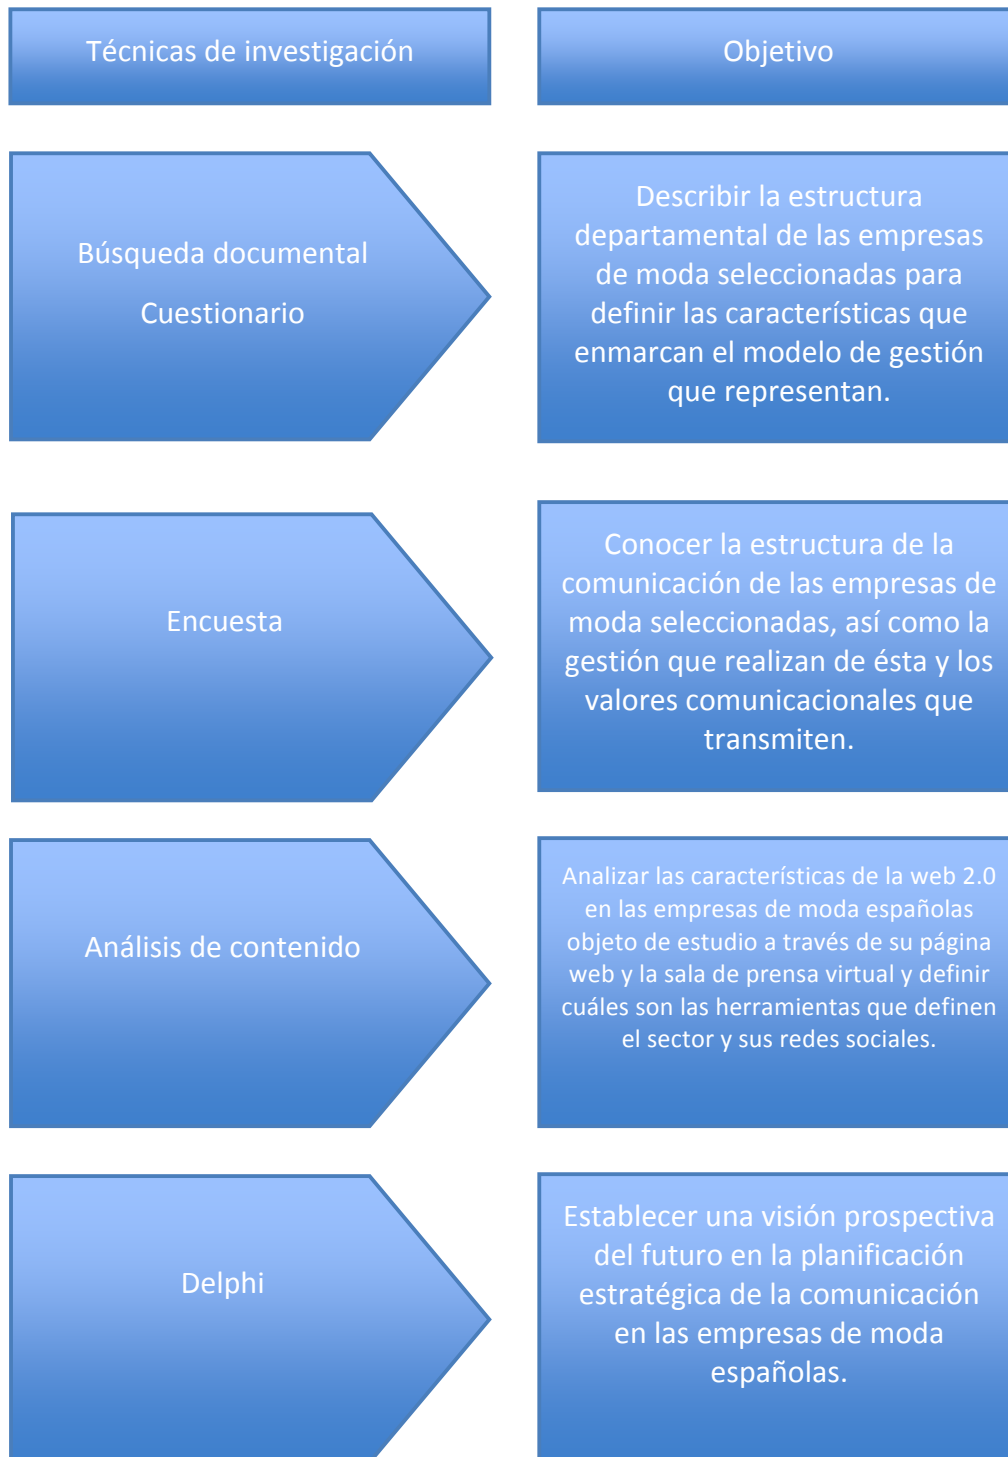 Técnicas de investigación
Objetivo
Búsqueda documental
Cuestionario
Describir la estructura
departamental de las empresas
de moda seleccionadas para
definir las características que
enmarcan el modelo de gestión
que representan.
Encuesta
Conocer la estructura de la
comunicación de las empresas de
moda seleccionadas, así como la
gestión que realizan de ésta y los
valores comunicacionales que
transmiten.
Análisis de contenido
Analizar las características de la web 2.0
en las empresas de moda españolas
objeto de estudio a través de su página
web y la sala de prensa virtual y definir
cuáles son las herramientas que definen
el sector y sus redes sociales.
Delphi
Establecer una visión prospectiva
del futuro en la planificación
estratégica de la comunicación
en las empresas de moda
españolas.